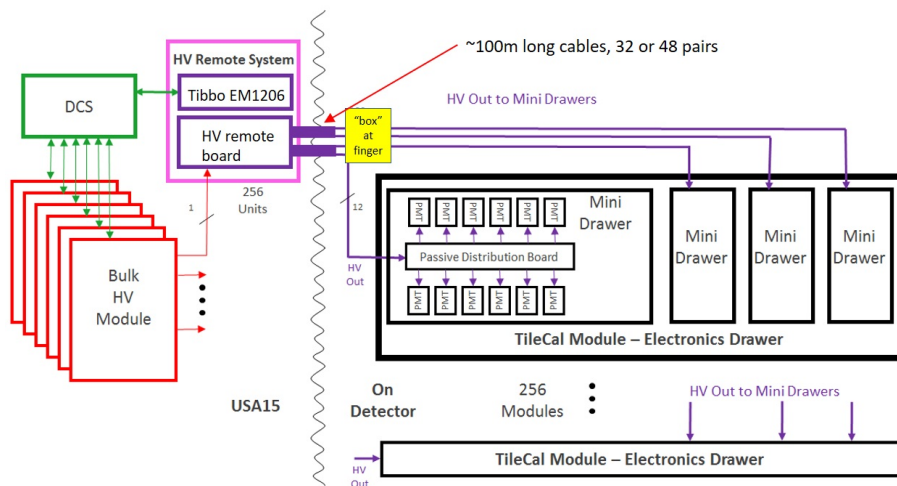 ~100m long cables, 32 or 48 pairs
HV Remote System
Tibbo EM1206
DCS
HV remote
board
HV Out to Mini Drawers
“box”
at
finger
256
Units
1
12
Mini
Drawer
PMT
PMT
PMT
PMT
PMT
PMT
Passive Distribution Board
PMT
PMT
PMT
PMT
PMT
PMT
HV
Out
Mini
Drawer
Mini
Drawer
Mini
Drawer
TileCal Module – Electronics Drawer
Bulk
HV
Module
USA15
On
Detector
256
Modules
HV Out to Mini Drawers
TileCal Module – Electronics Drawer
HV
Out